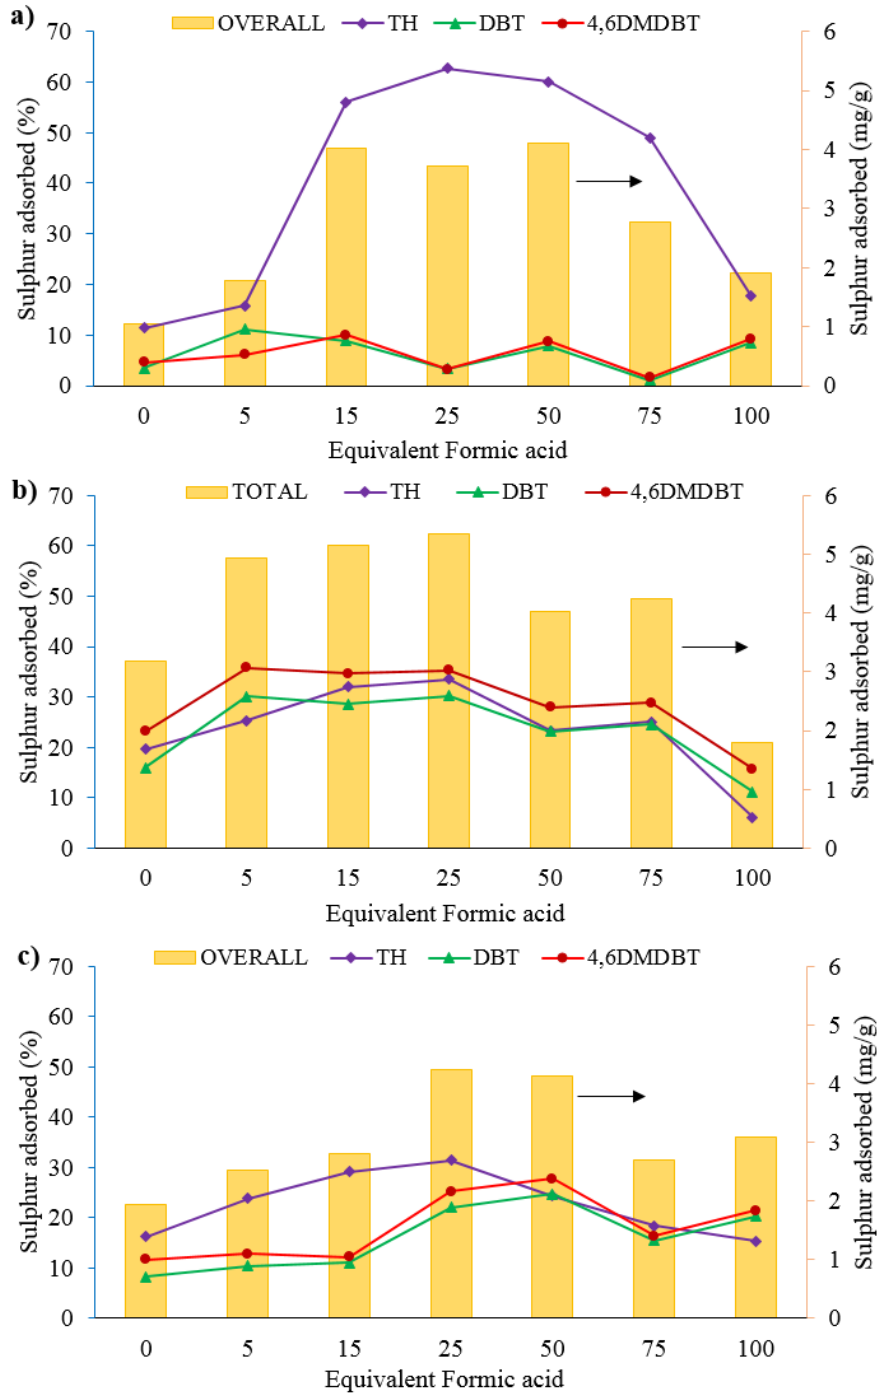 a)
OVERALL TH DBT 4,6DMDBT
Sulphur adsorbed (%)
70
60
50
40
30
20
10
0
6
5
4
3
2
1
0
Sulphur adsorbed (mg/g)
0 5 15 25 50 75 100
Equivalent Formic acid
b)
TOTAL TH DBT 4,6DMDBT
Sulphur adsorbed (%)
70
60
50
40
30
20
10
0
6
5
4
3
2
1
0
Sulphur adsorbed (mg/g)
0 5 15 25 50 75 100
Equivalent Formic acid
c)
OVERALL TH DBT 4,6DMDBT
Sulphur adsorbed (%)
70
60
50
40
30
20
10
0
6
5
4
3
2
1
0
Sulphur adsorbed (mg/g)
0 5 15 25 50 75 100
Equivalent Formic acid